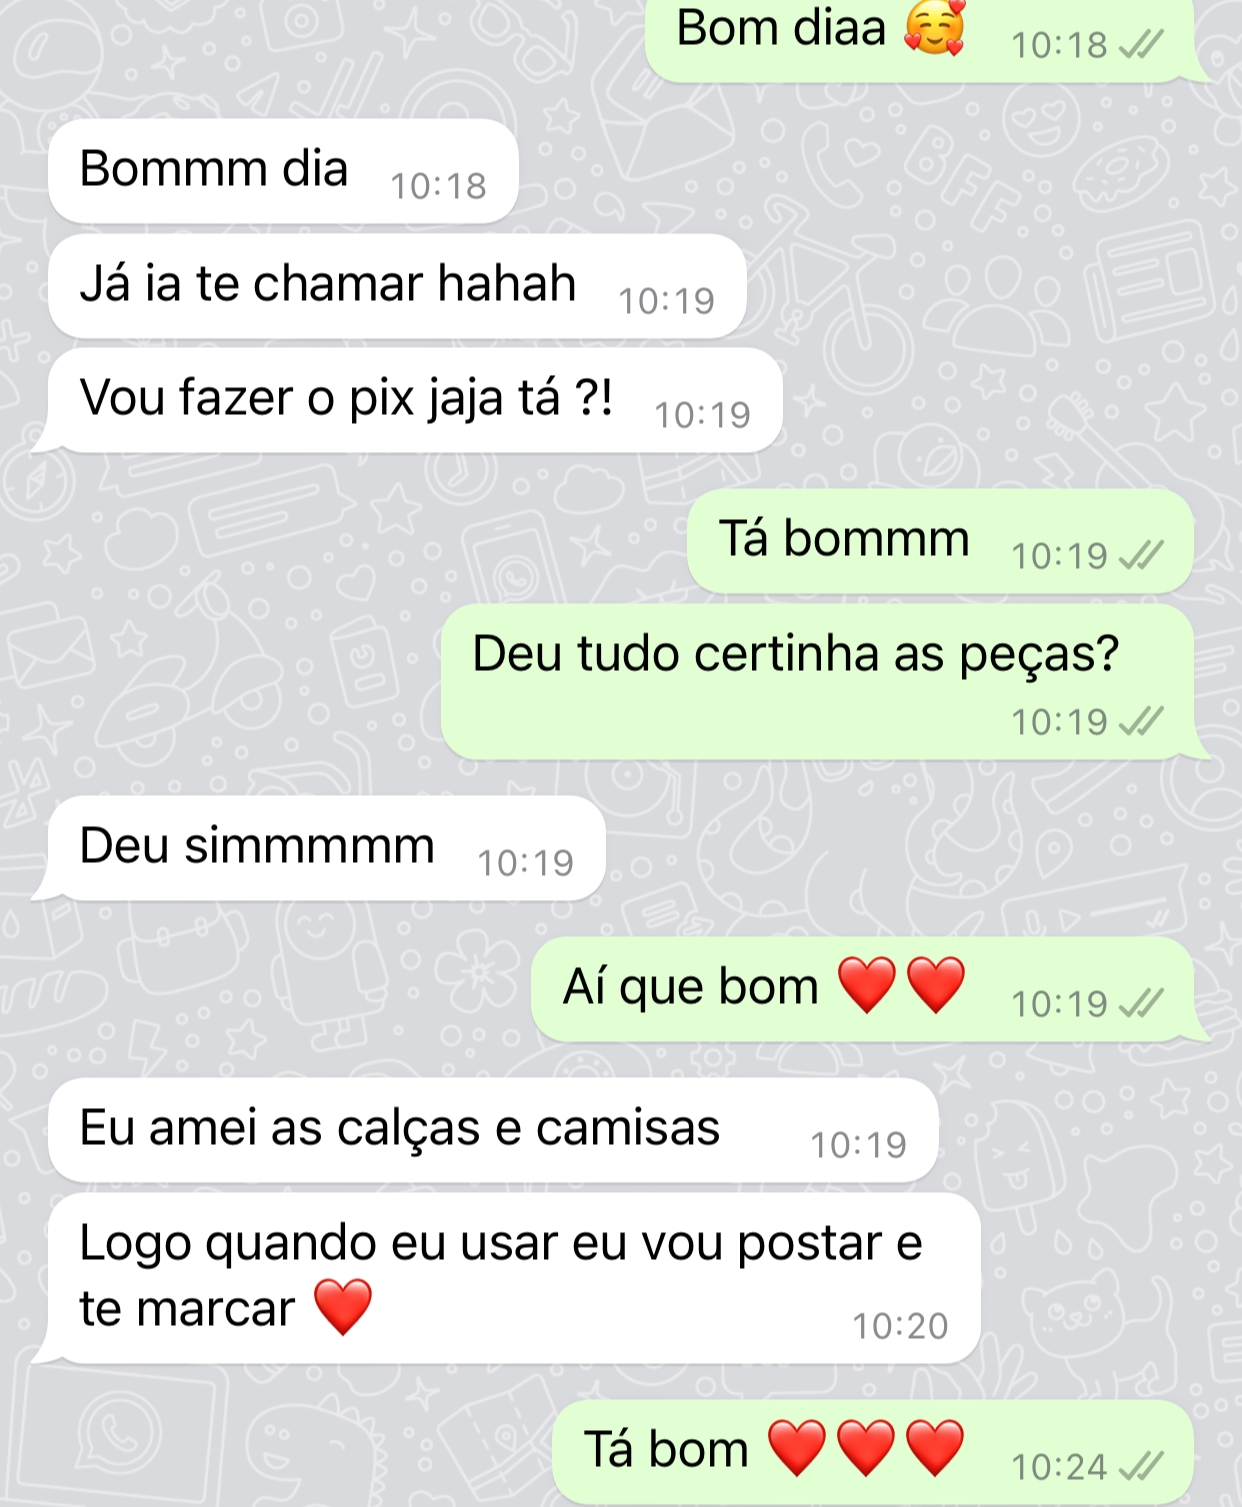 Bom diaa 🥰 10:18
Bommm dia 10:18
Já ia te chamar hahah 10:19
Vou fazer o pix jaja tá ?! 10:19
Tá bommm 10:19
Deu tudo certinha as peças?
10:19
Deu simmmmm 10:19
Aí que bom ❤️❤️ 10:19
Eu amei as calças e camisas 10:19
Logo quando eu usar eu vou postar e
te marcar ❤️ 10:20
Tá bom ❤️❤️❤️ 10:24